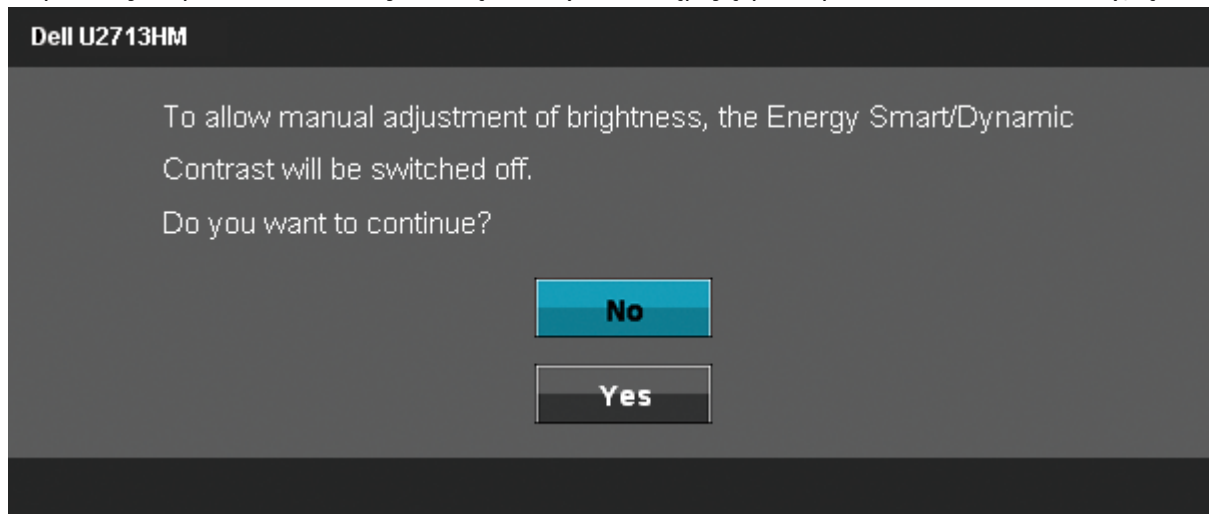 Dell U2713HM
To allow manual adjustment of brightness, the Energy Smart/Dynamic
Contrast will be switched off.
Do you want to continue?
No
Yes